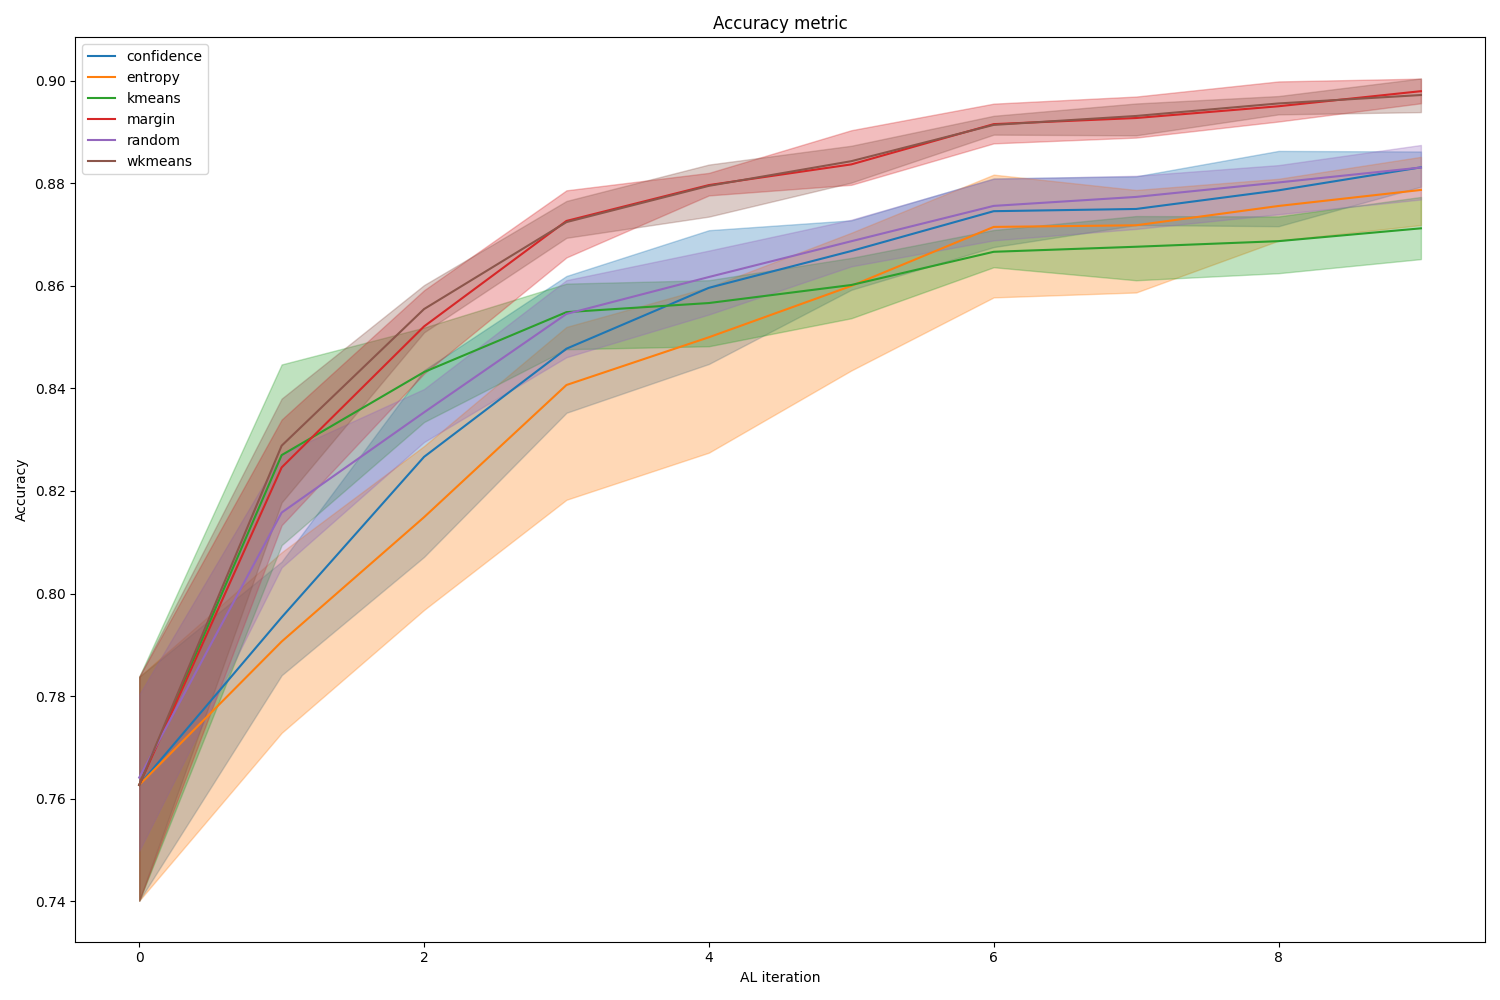 Accuracy metric
confidence
entropy
kmeans
margin
random
wkmeans
Accuracy
0.90
0.88
0.86
0.84
0.82
0.80
0.78
0.76
0.74
0 2 4 6 8
AL iteration